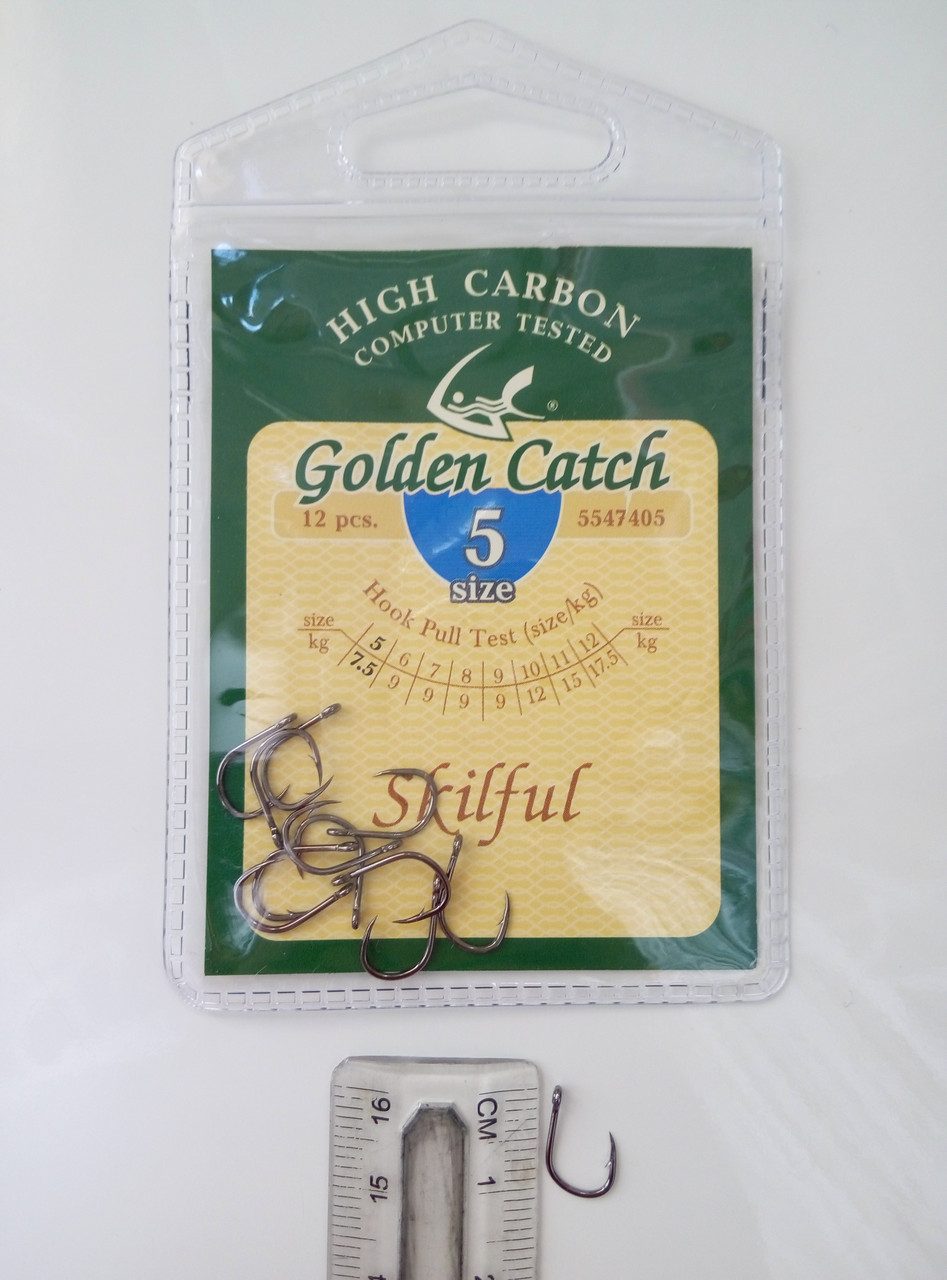 HIGH CARBON
COMPUTER TESTED
®
Golden Catch
12 pcs.
5
size
5547405
Hook Pull Test (size/kg)
size 5 6 7 8 9 10 11 12 size
kg 7.5 9 9 9 9 12 15 17.5 kg
Skilful
16 CM
15 1